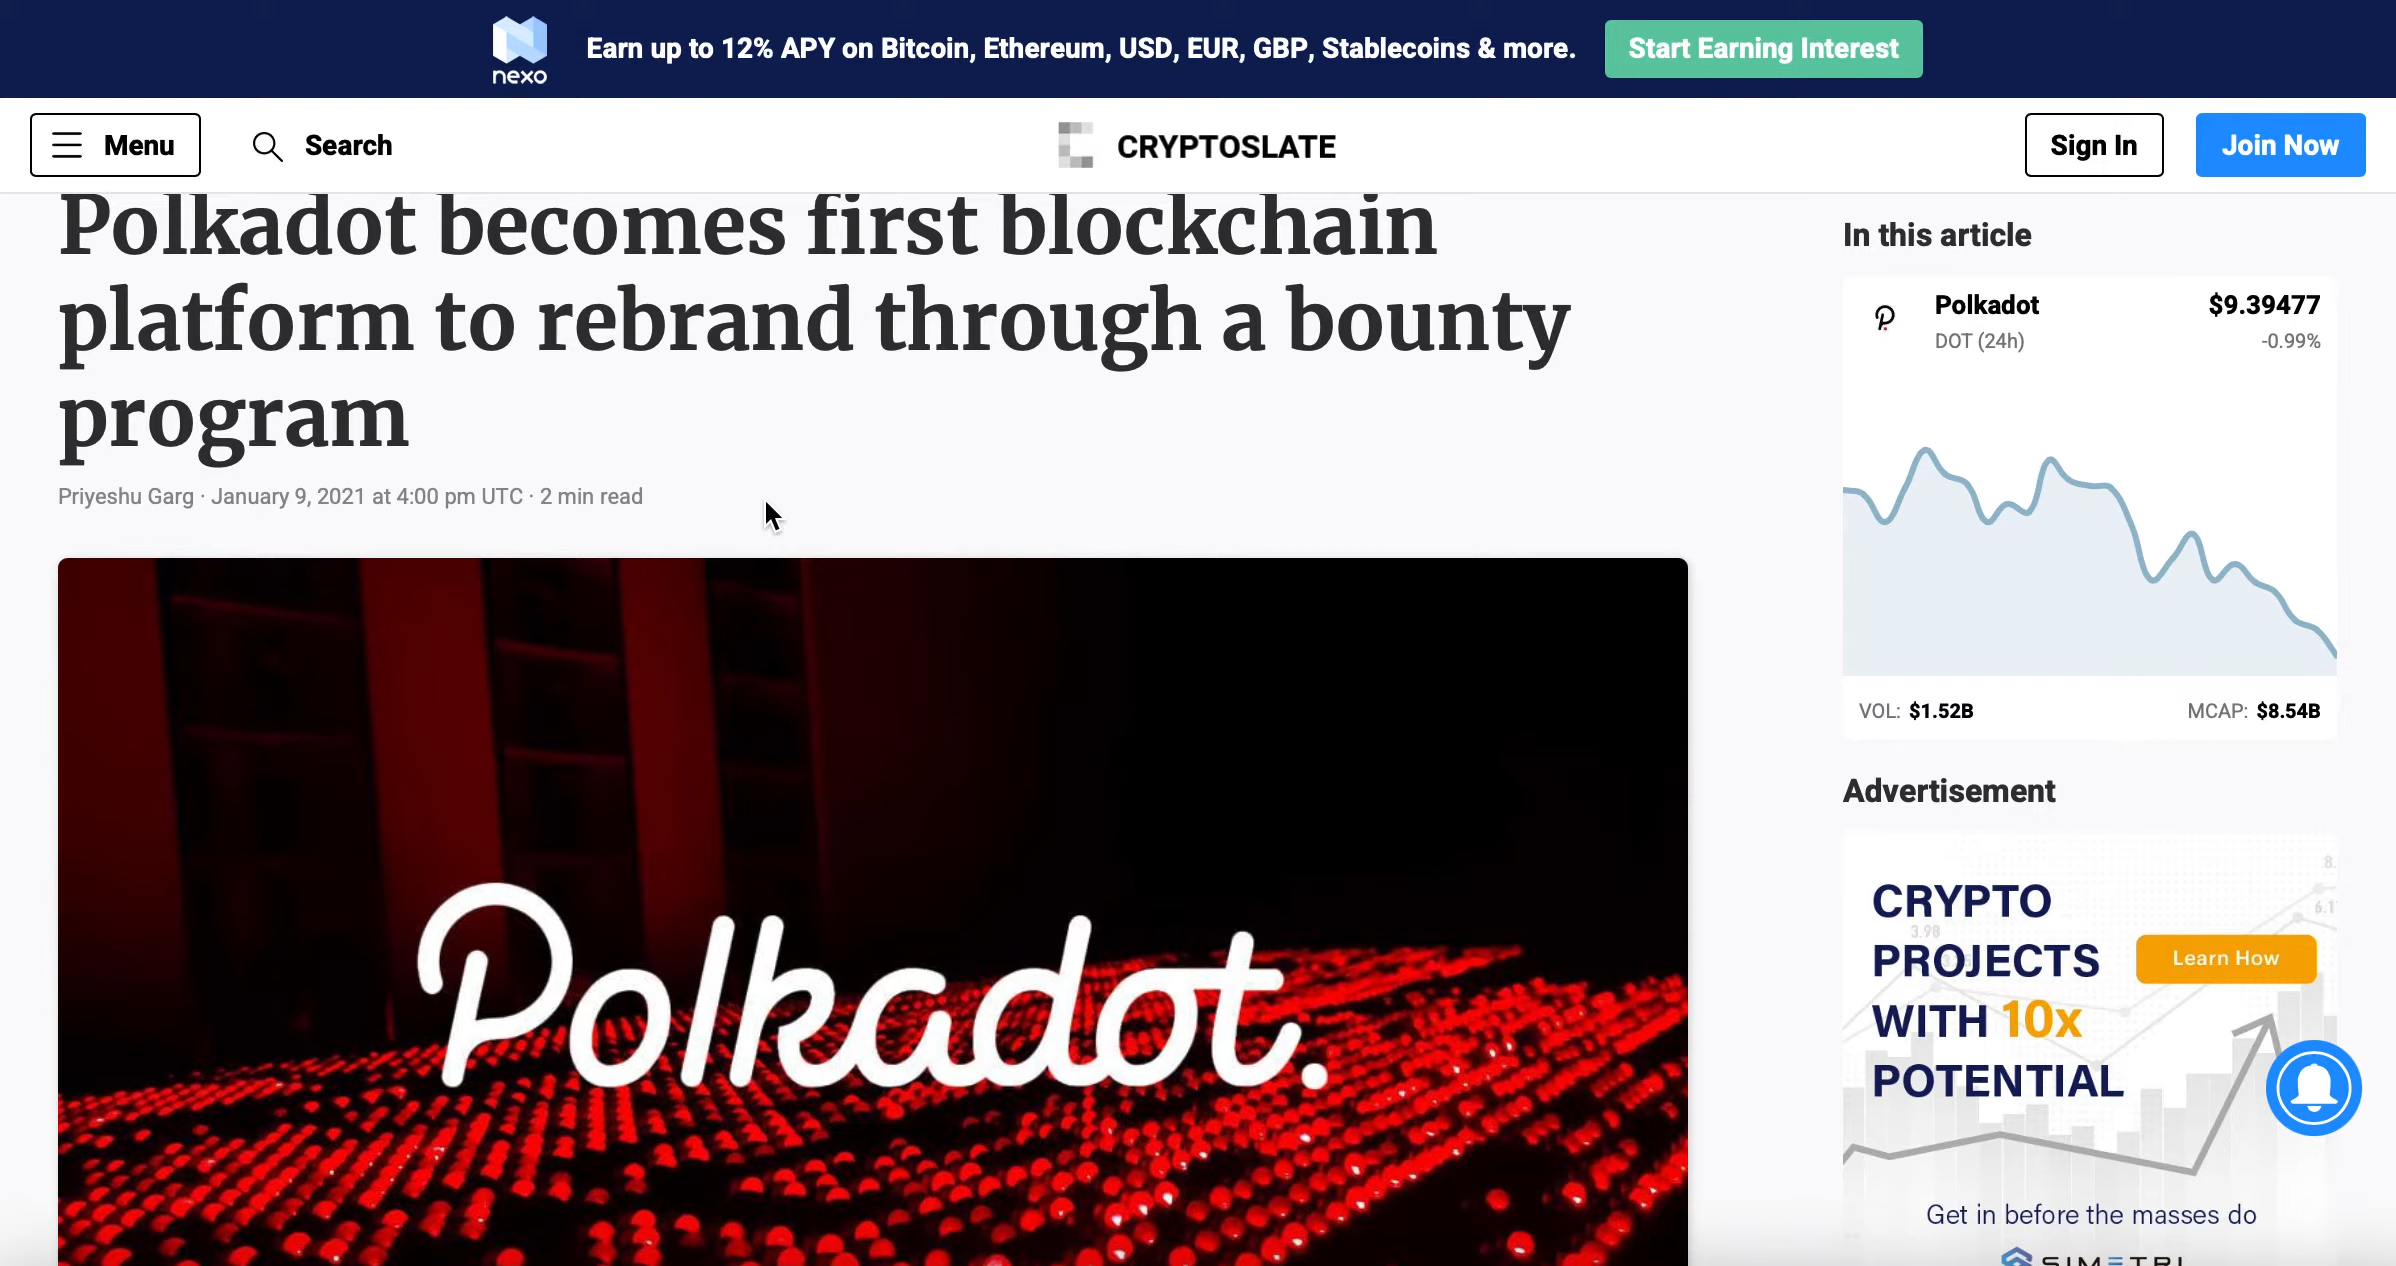 nexo
Earn up to 12% APY on Bitcoin, Ethereum, USD, EUR, GBP, Stablecoins & more.
Start Earning Interest
Menu
Search
CRYPTOSLATE
Sign In
Join Now
Polkadot becomes first blockchain
platform to rebrand through a bounty
program
Priyeshu Garg · January 9, 2021 at 4:00 pm UTC · 2 min read
Polkadot.
In this article
Polkadot
$9.39477
DOT (24h)
-0.99%
VOL: $1.52B
MCAP: $8.54B
Advertisement
CRYPTO
3.98
PROJECTS
WITH 10x
POTENTIAL
Learn How
Get in before the masses do
SIMETRI